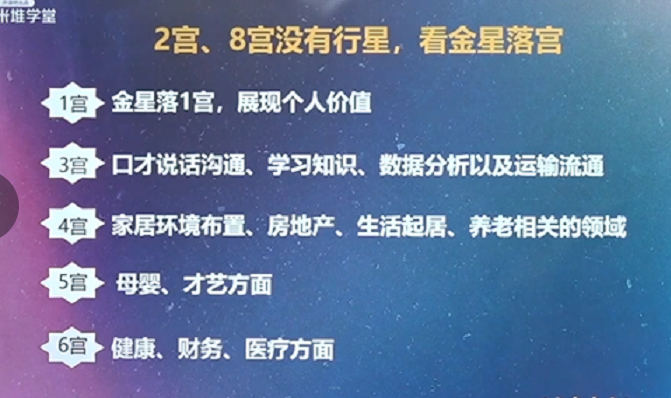 米堆学堂
2宫、8宫没有行星，看金星落宫
1宫 金星落1宫，展现个人价值
3宫 口才说话沟通、学习知识、数据分析以及运输流通
4宫 家居环境布置、房地产、生活起居、养老相关的领域
5宫 母婴、才艺方面
6宫 健康、财务、医疗方面